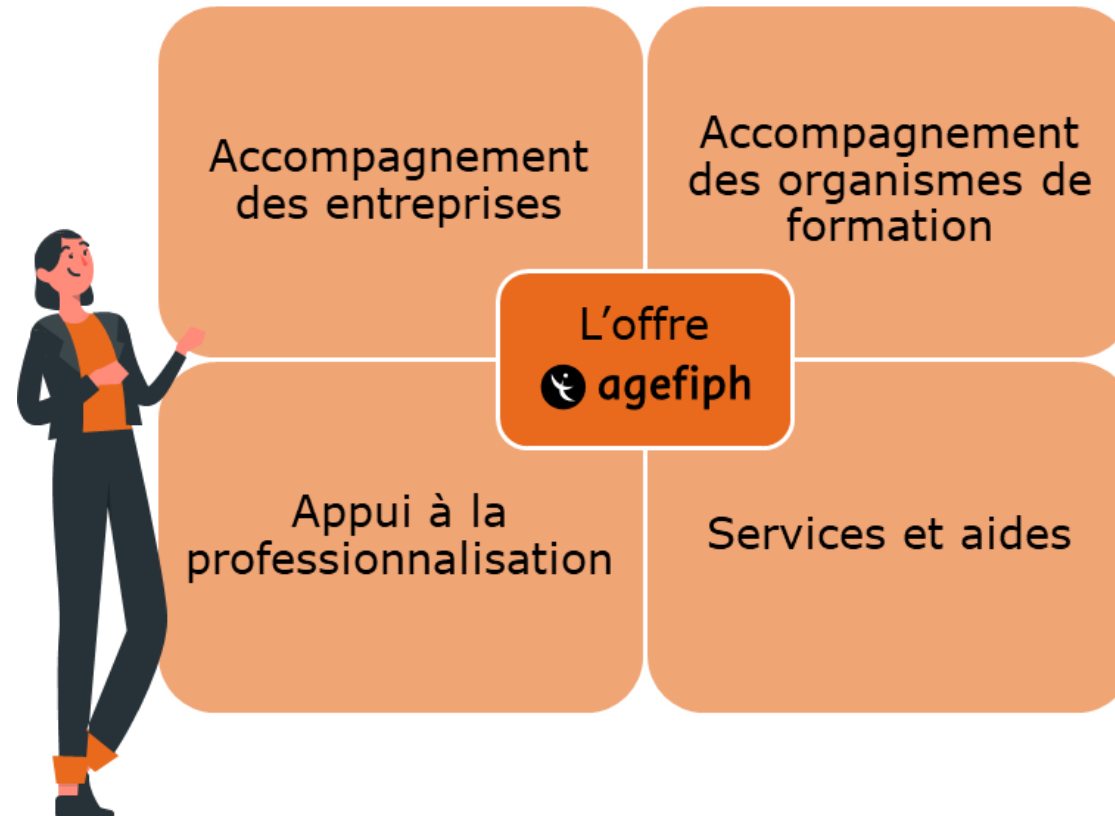 Accompagnement
des entreprises
Accompagnement
des organismes de
formation
L’offre
agefiph
Appui à la
professionnalisation
Services et aides